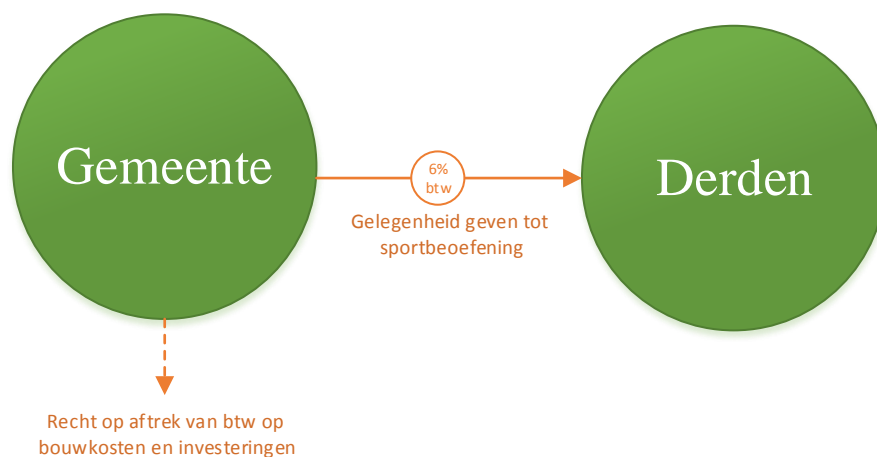 Gemeente
6%
btw
Derden
Gelegenheid geven tot
sportbeoefening
Recht op aftrek van btw op
bouwkosten en investeringen